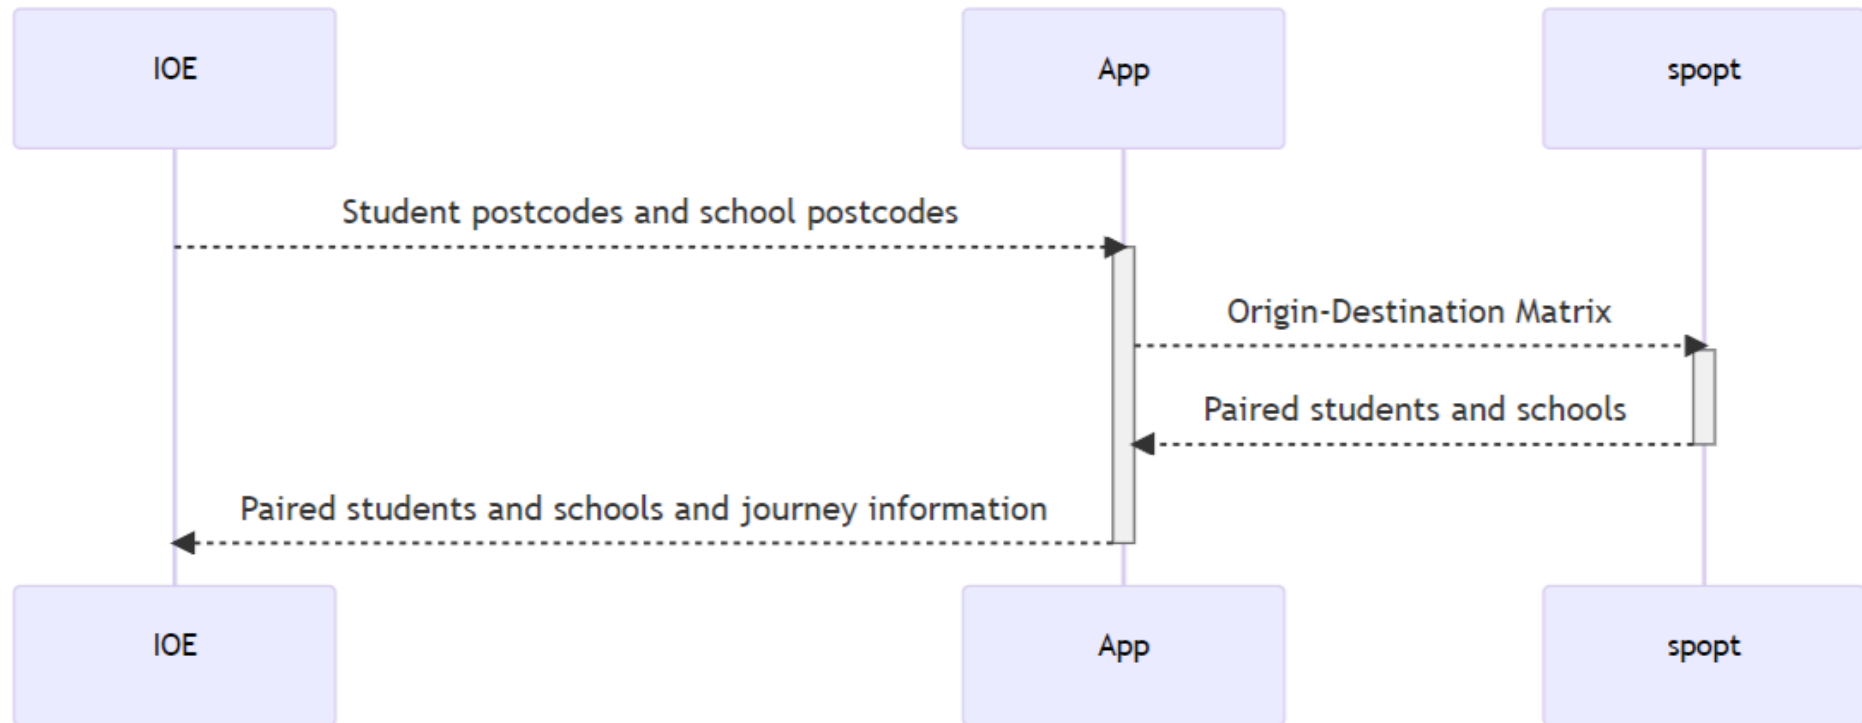 IOE
App
spopt
Student postcodes and school postcodes
Origin-Destination Matrix
Paired students and schools
Paired students and schools and journey information
IOE
App
spopt